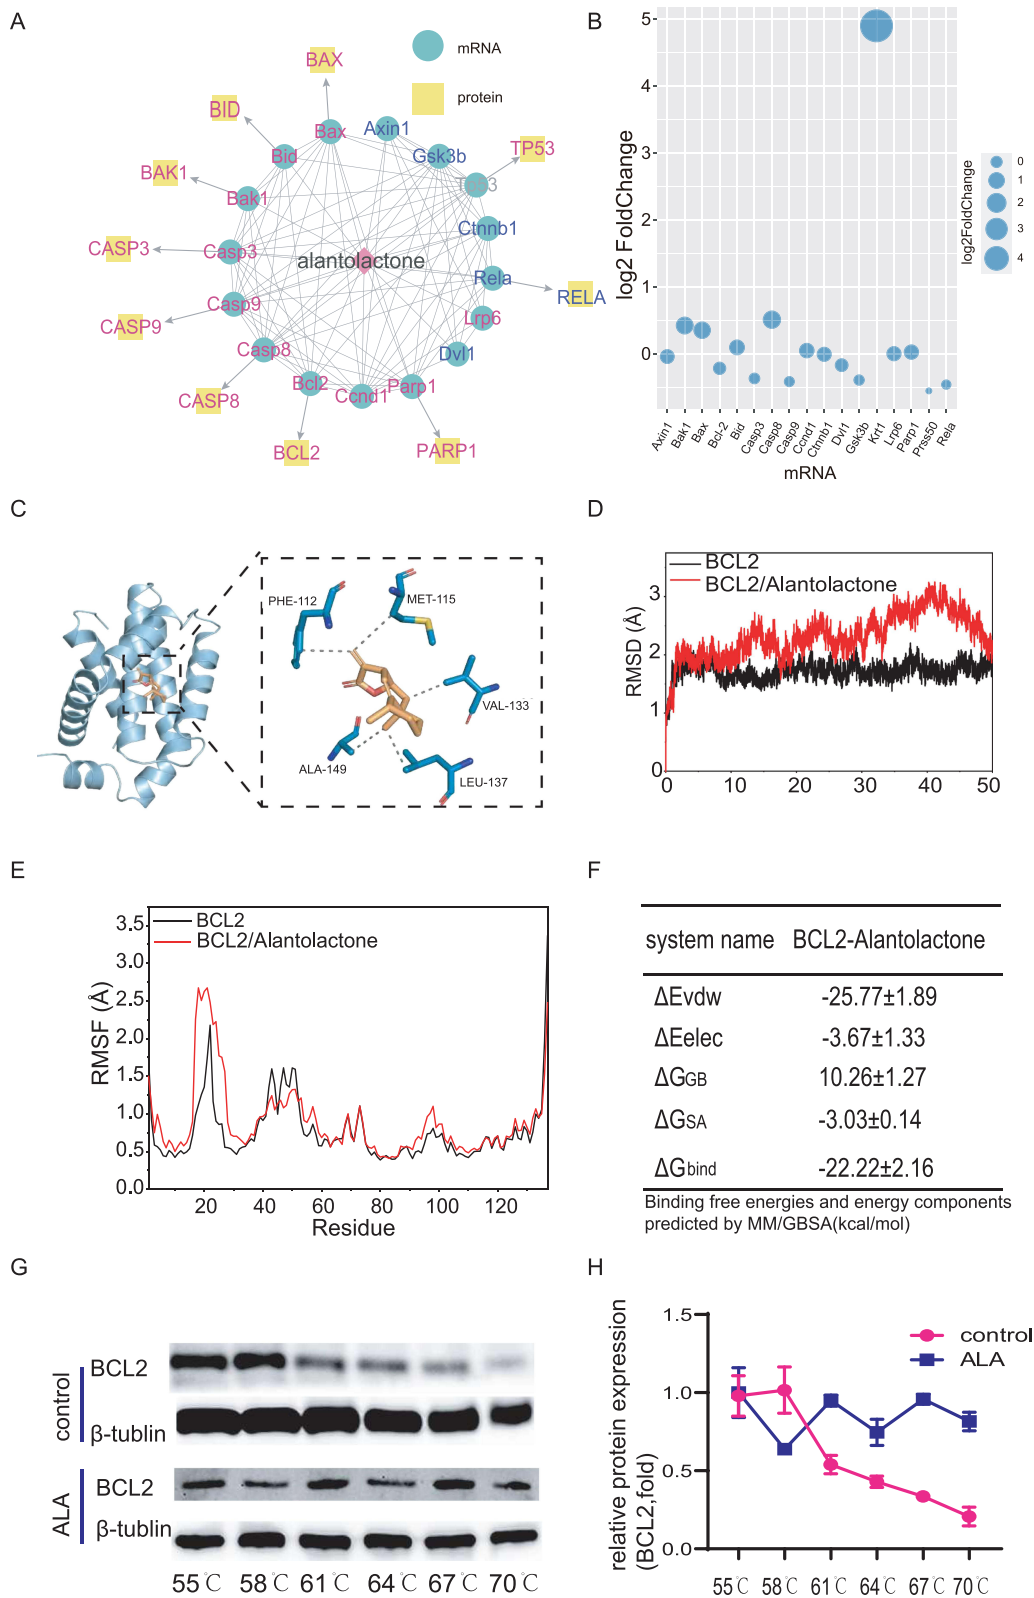 A
mRNA
protein
BAX
BID
BAK1
CASP3
CASP9
CASP8
BCL2
PARP1
RELA
TP53
Bax
Axin1
Gsk3b
Bid
Bak1
Ctnnb1
Casp3
alantolactone
Rela
Casp9
Lrp6
Casp8
Dvl1
Bcl2
Ccnd1
Parp1
B
log2 FoldChange
5
4
3
2
1
0
Axin1
Bak1
Bax
Bcl-2
Bid
Casp3
Casp8
Casp9
Ccnd1
Ctnnb1
Dvl1
Gsk3b
Krt1
Lrp6
Parp1
Prss50
Rela
mRNA
log2FoldChange
0
1
2
3
4
C
PHE-112
MET-115
VAL-133
ALA-149
LEU-137
D
BCL2
BCL2/Alantolactone
RMSD (Å)
3
2
1
0
0 10 20 30 40 50
E
BCL2
BCL2/Alantolactone
RMSF (Å)
3.5
3.0
2.5
2.0
1.5
1.0
0.5
0.0
20 40 60 80 100 120
Residue
F
system name BCL2-Alantolactone
ΔEvdw -25.77±1.89
ΔEelec -3.67±1.33
ΔGGB 10.26±1.27
ΔGSA -3.03±0.14
ΔGbind -22.22±2.16
Binding free energies and energy components
predicted by MM/GBSA(kcal/mol)
G
control
BCL2
β-tublin
ALA
BCL2
β-tublin
55℃ 58℃ 61℃ 64℃ 67℃ 70℃
H
relative protein expression
(BCL2,fold)
1.5
1.0
0.5
0.0
control
ALA
55℃ 58℃ 61℃ 64℃ 67℃ 70℃